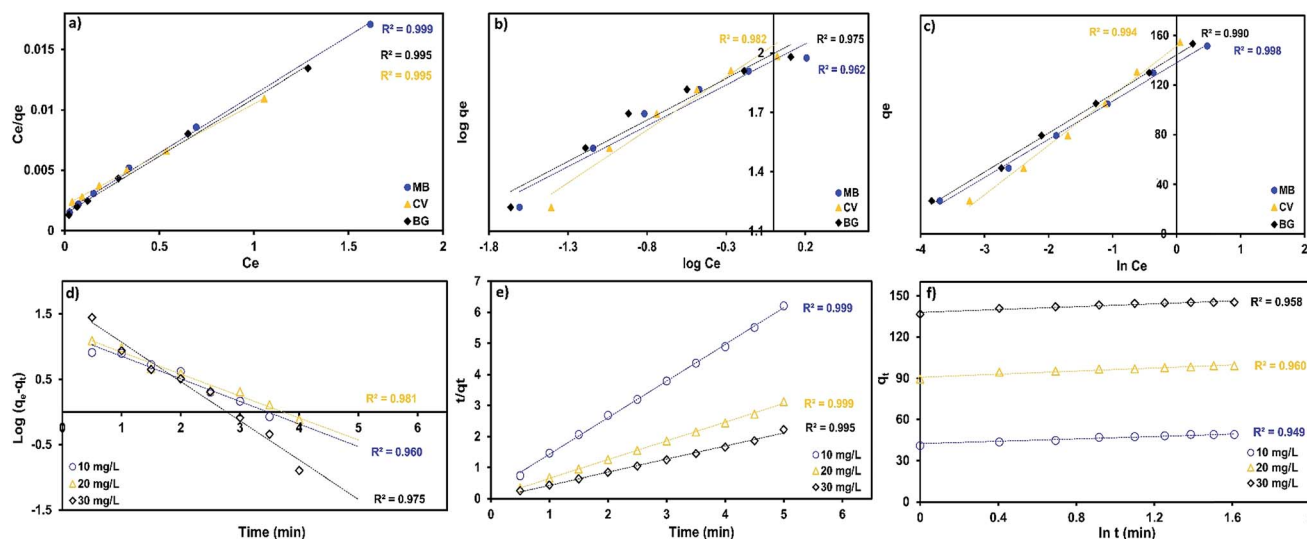 a)
R² = 0.999
R² = 0.995
R² = 0.995
0.015
0.01
0.005
0
0 0.5 1 1.5 2
Ce/qe
Ce
MB
CV
BG
b)
R² = 0.982
R² = 0.975
R² = 0.962
2
1.7
1.4
1.1
-1.8 -1.3 -0.8 -0.3 0.2
log qe
log Ce
MB
CV
BG
c)
R² = 0.994
R² = 0.990
R² = 0.998
160
120
80
40
0
-4 -3 -2 -1 0 1 2
qe
ln Ce
MB
CV
BG
d)
1.5
0.5
-0.5
-1.5
0 1 2 3 4 5 6
Log (qe-qt)
Time (min)
R² = 0.981
R² = 0.960
R² = 0.975
10 mg/L
20 mg/L
30 mg/L
e)
7
6
5
4
3
2
1
0
0 1 2 3 4 5 6
t/qt
Time (min)
R² = 0.999
R² = 0.999
R² = 0.995
10 mg/L
20 mg/L
30 mg/L
f)
150
120
90
60
30
0
0 0.4 0.8 1.2 1.6
qt
ln t (min)
R² = 0.958
R² = 0.960
R² = 0.949
10 mg/L
20 mg/L
30 mg/L